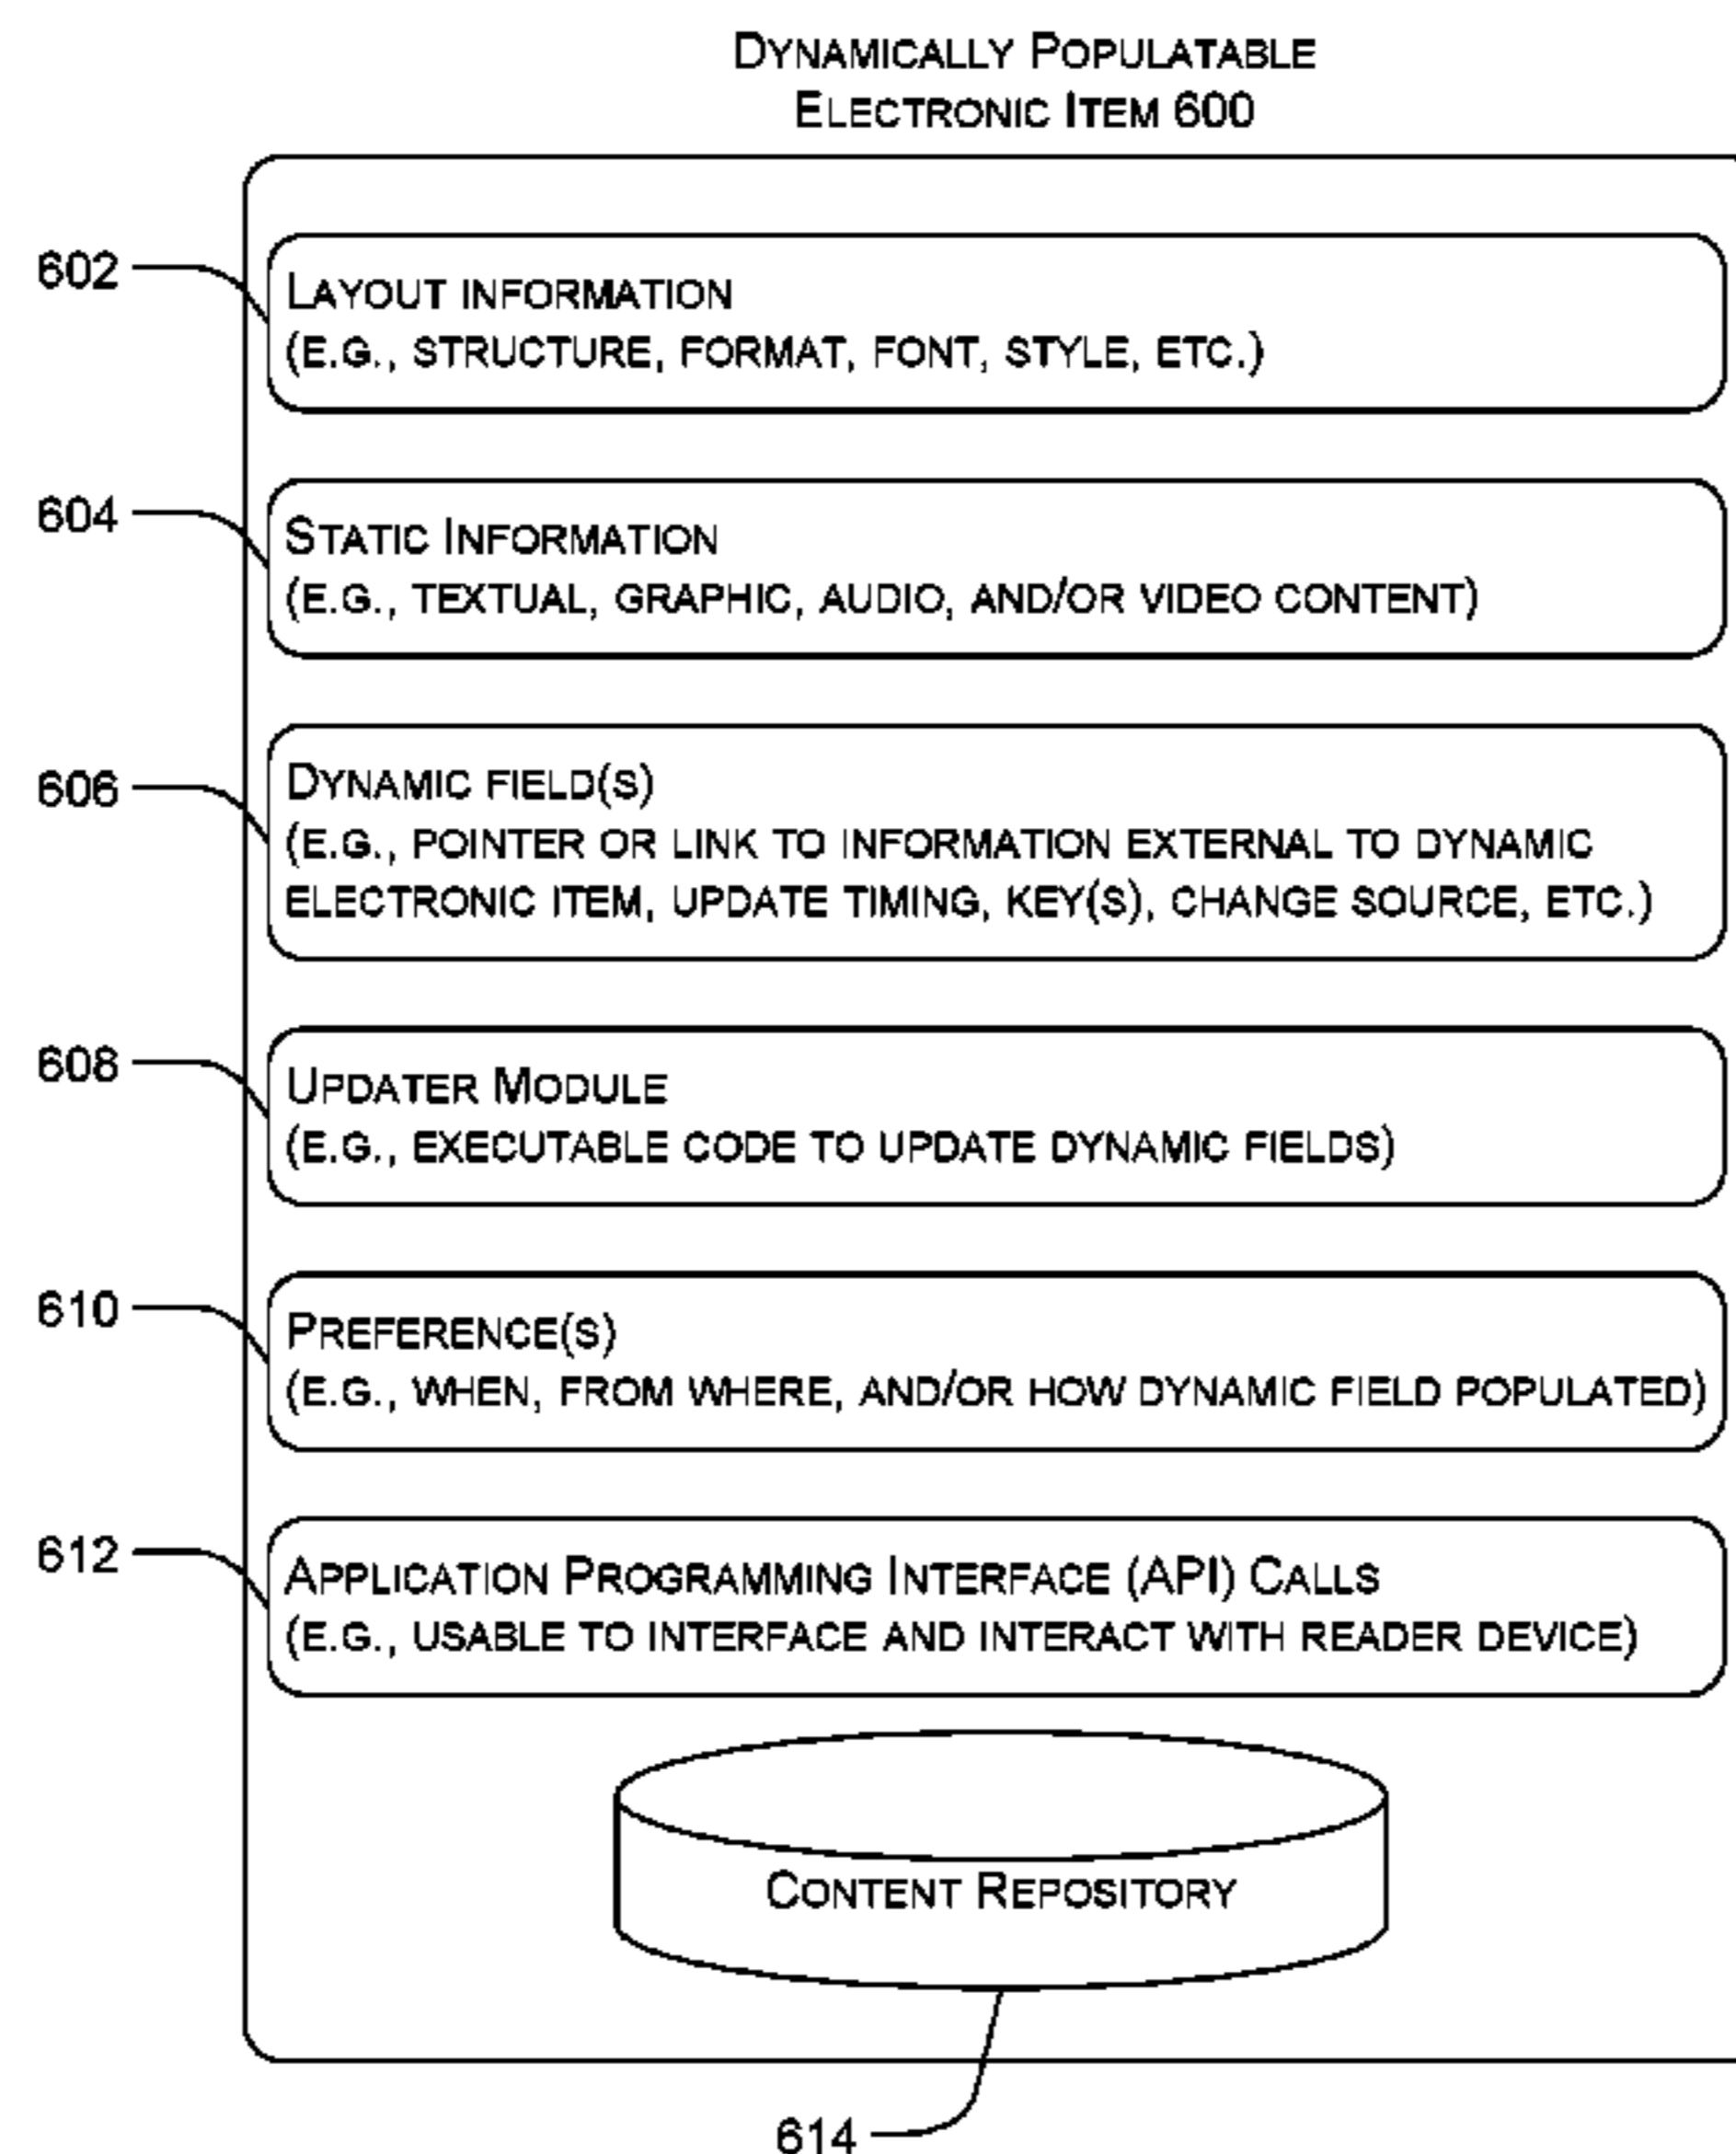 DYNAMICALLY POPULATABLE
ELECTRONIC ITEM 600
602
LAYOUT INFORMATION
(E.G., STRUCTURE, FORMAT, FONT, STYLE, ETC.)
604
STATIC INFORMATION
(E.G., TEXTUAL, GRAPHIC, AUDIO, AND/OR VIDEO CONTENT)
606
DYNAMIC FIELD(S)
(E.G., POINTER OR LINK TO INFORMATION EXTERNAL TO DYNAMIC
ELECTRONIC ITEM, UPDATE TIMING, KEY(S), CHANGE SOURCE, ETC.)
608
UPDATER MODULE
(E.G., EXECUTABLE CODE TO UPDATE DYNAMIC FIELDS)
610
PREFERENCE(S)
(E.G., WHEN, FROM WHERE, AND/OR HOW DYNAMIC FIELD POPULATED)
612
APPLICATION PROGRAMMING INTERFACE (API) CALLS
(E.G., USABLE TO INTERFACE AND INTERACT WITH READER DEVICE)
CONTENT REPOSITORY
614